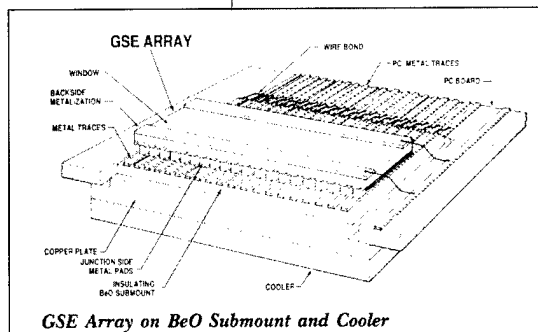 GSE ARRAY
WINDOW
BACKSIDE
METALIZATION
METAL TRACES
WIRE BOND
PC METAL TRACES
PC BOARD
COPPER PLATE
JUNCTION SIDE
METAL PADS
INSULATING
BeO SUBMOUNT
COOLER
GSE Array on BeO Submount and Cooler